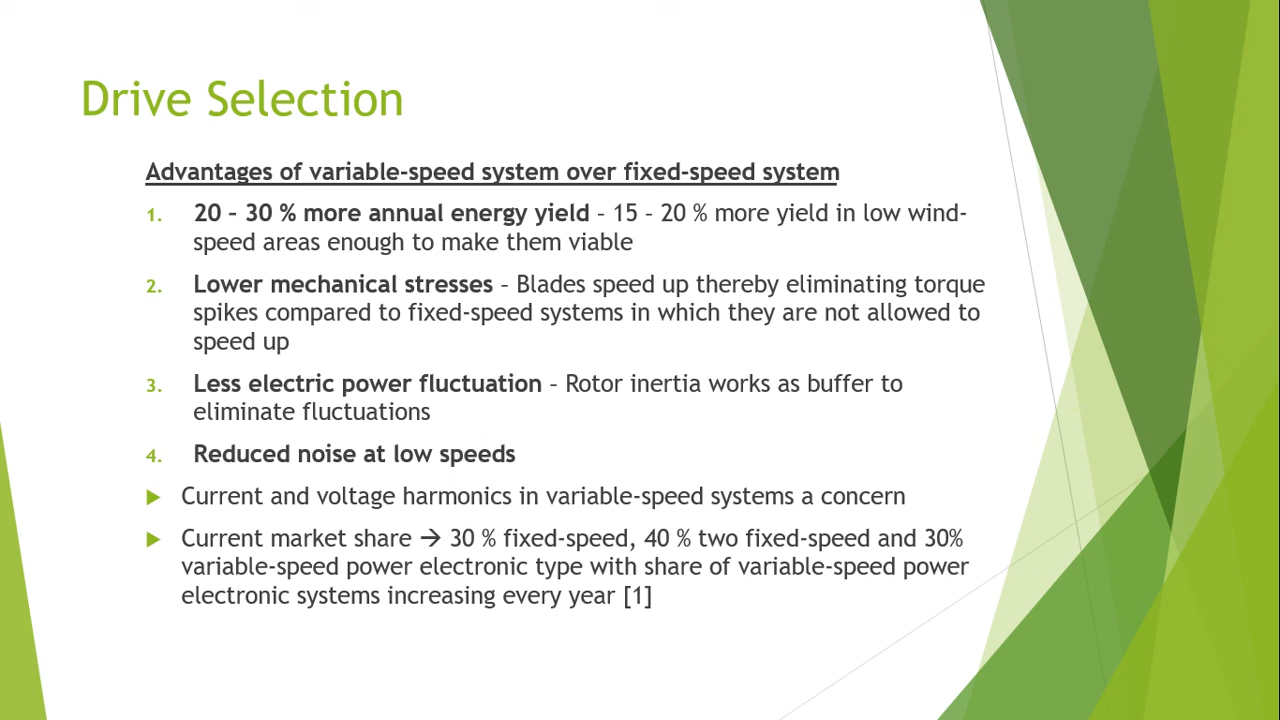 Drive Selection
Advantages of variable-speed system over fixed-speed system
1. 20 – 30 % more annual energy yield – 15 – 20 % more yield in low wind-
speed areas enough to make them viable
2. Lower mechanical stresses – Blades speed up thereby eliminating torque
spikes compared to fixed-speed systems in which they are not allowed to
speed up
3. Less electric power fluctuation – Rotor inertia works as buffer to
eliminate fluctuations
4. Reduced noise at low speeds
▶ Current and voltage harmonics in variable-speed systems a concern
▶ Current market share → 30 % fixed-speed, 40 % two fixed-speed and 30%
variable-speed power electronic type with share of variable-speed power
electronic systems increasing every year [1]